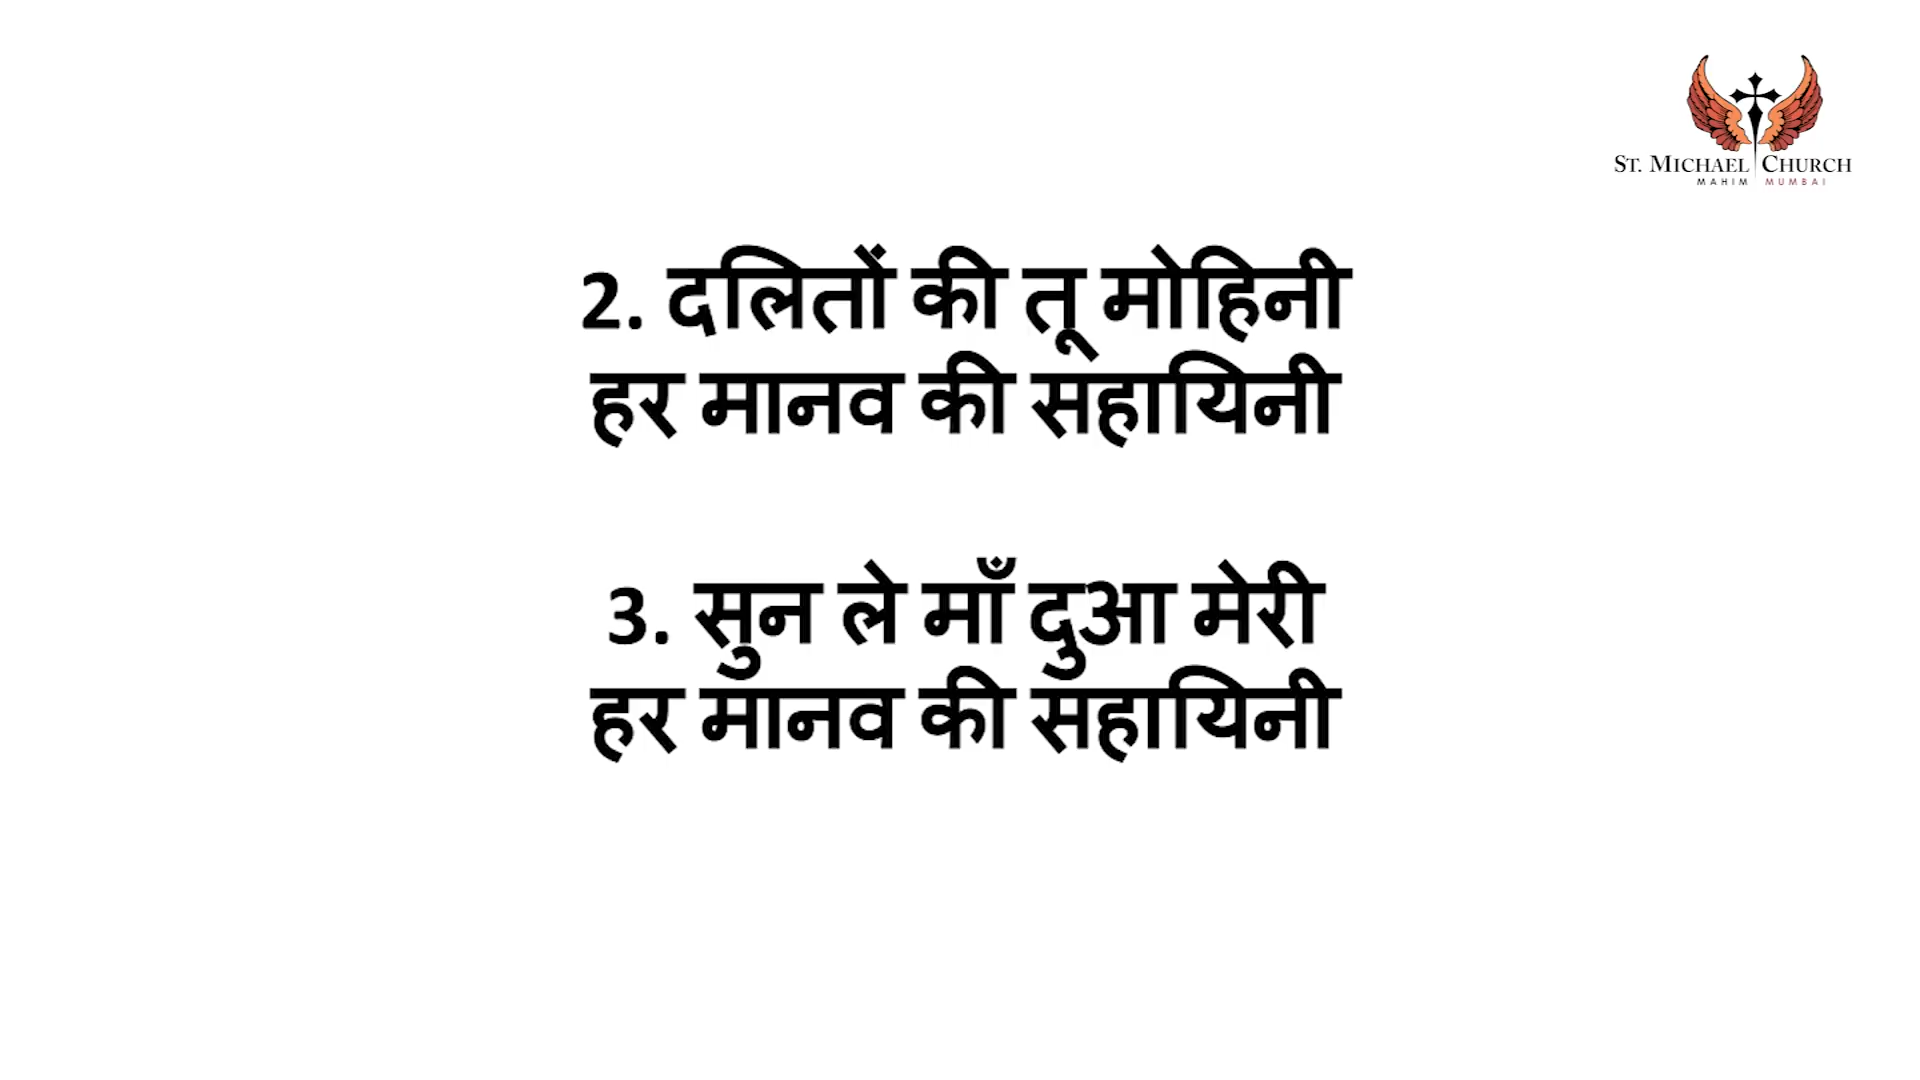 ST. MICHAEL CHURCH
MAHIM MUMBAI
2. दलितों की तू मोहिनी
हर मानव की सहायिनी
3. सुन ले माँ दुआ मेरी
हर मानव की सहायिनी